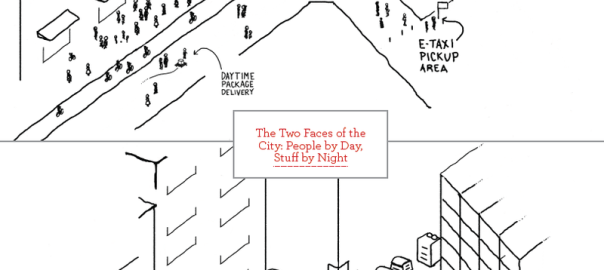 E-TAXI
PICKUP
AREA
DAYTIME
PACKAGE
DELIVERY
The Two Faces of the
City: People by Day,
Stuff by Night